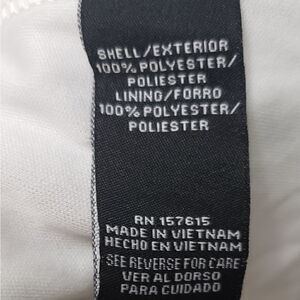 SHELL/EXTERIOR
100% POLYESTER/
POLIESTER
LINING/FORRO
100% POLYESTER/
POLIESTER
RN 157615
MADE IN VIETNAM
HECHO EN VIETNAM
SEE REVERSE FOR CARE
VER AL DORSO
PARA CUIDADO